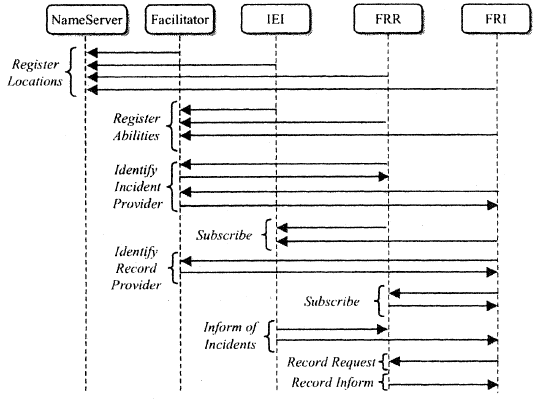 NameServer Facilitator IEI FRR FRI
Register
Locations
Register
Abilities
Identify
Incident
Provider
Subscribe
Identify
Record
Provider
Subscribe
Inform of
Incidents
Record Request
Record Inform